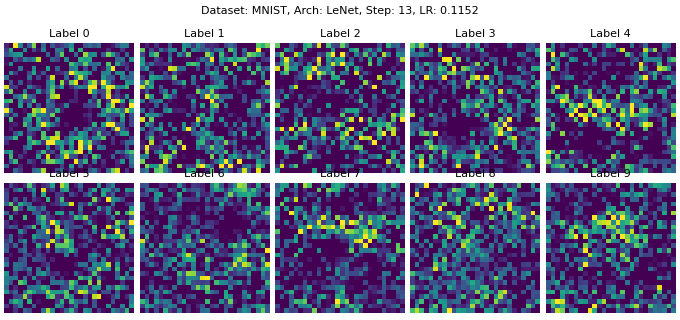 Dataset: MNIST, Arch: LeNet, Step: 13, LR: 0.1152
Label 0 Label 1 Label 2 Label 3 Label 4
Label 5 Label 6 Label 7 Label 8 Label 9